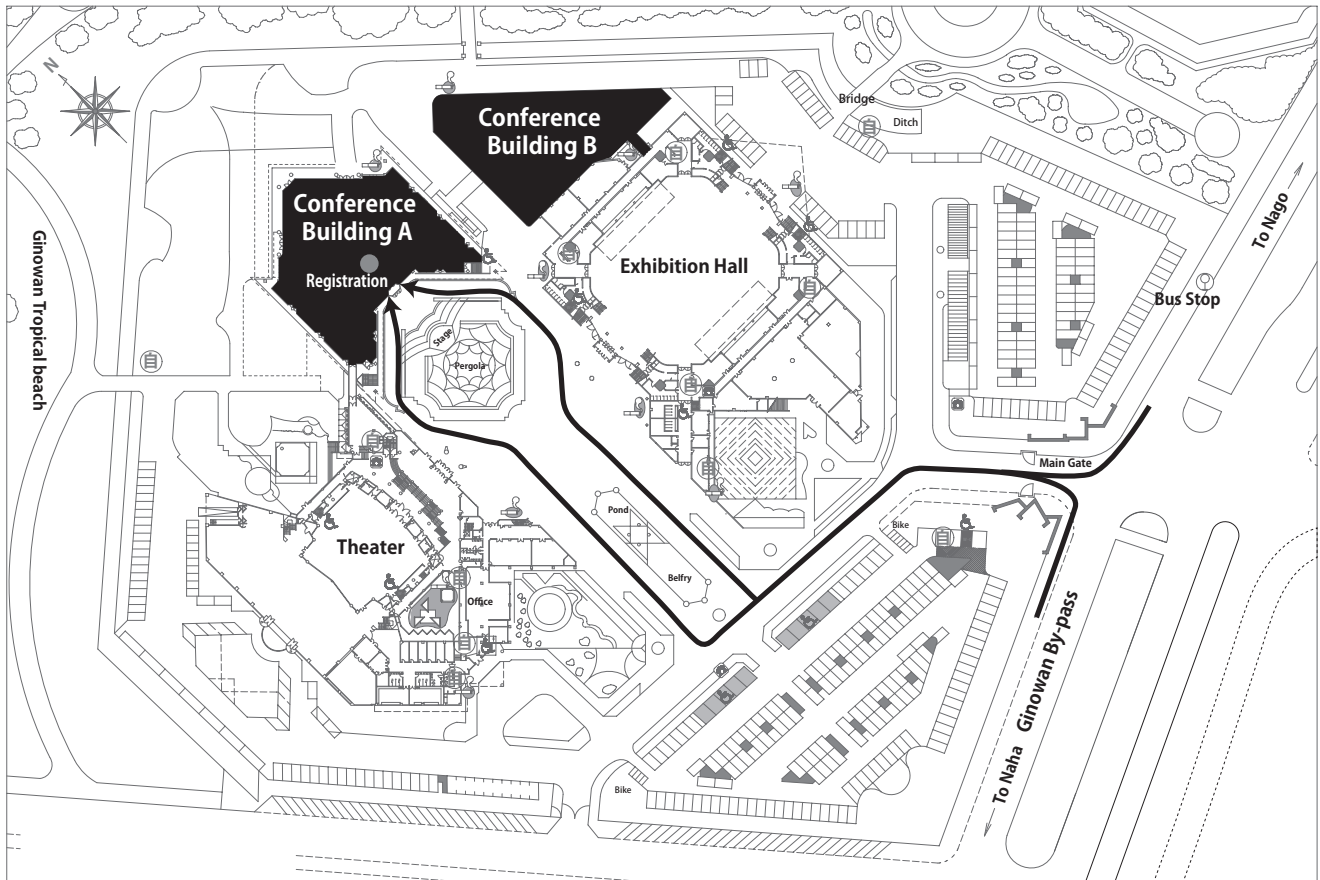 N
Conference
Building B
Bridge
Ditch
Conference
Building A
Registration
To Nago
Ginowan Tropical beach
Exhibition Hall
Bus Stop
Stage
Pergola
Main Gate
Pond
Bike
Theater
Belfry
Office
Ginowan By-pass
To Naha
Bike